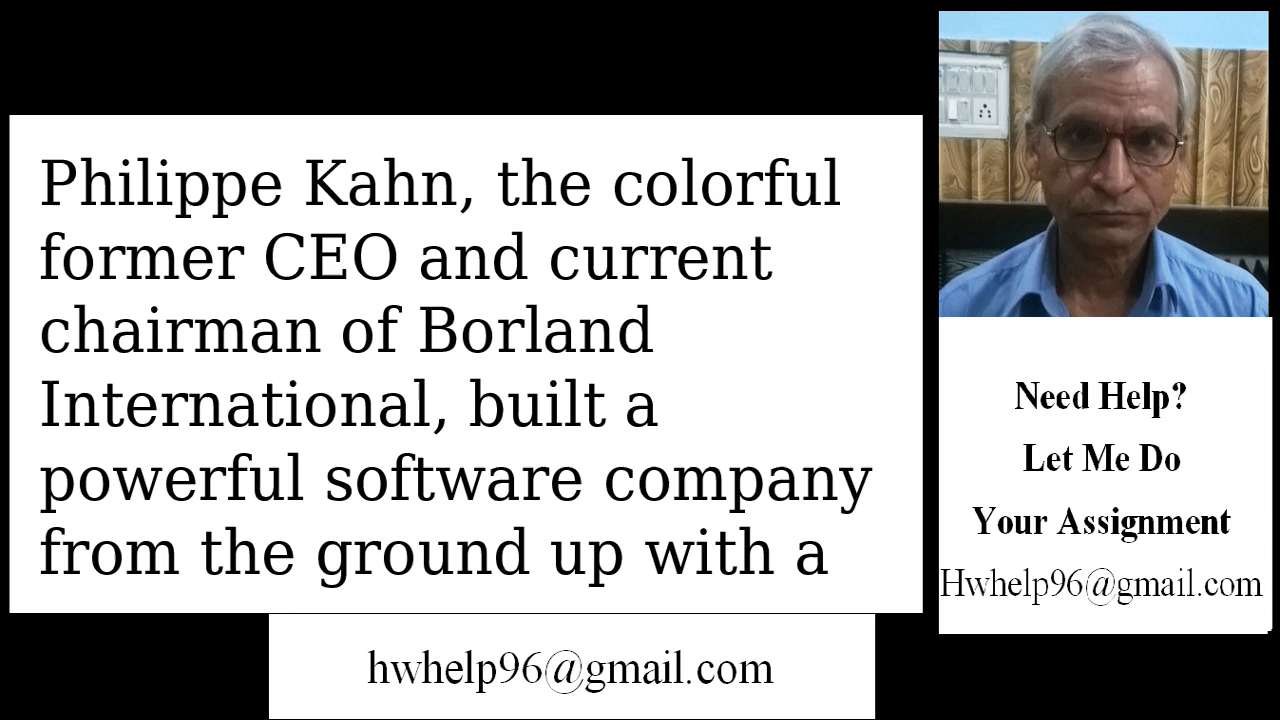 Philippe Kahn, the colorful
former CEO and current
chairman of Borland
International, built a
powerful software company
from the ground up with a
Need Help?
Let Me Do
Your Assignment
Hwhelp96@gmail.com
hwhelp96@gmail.com